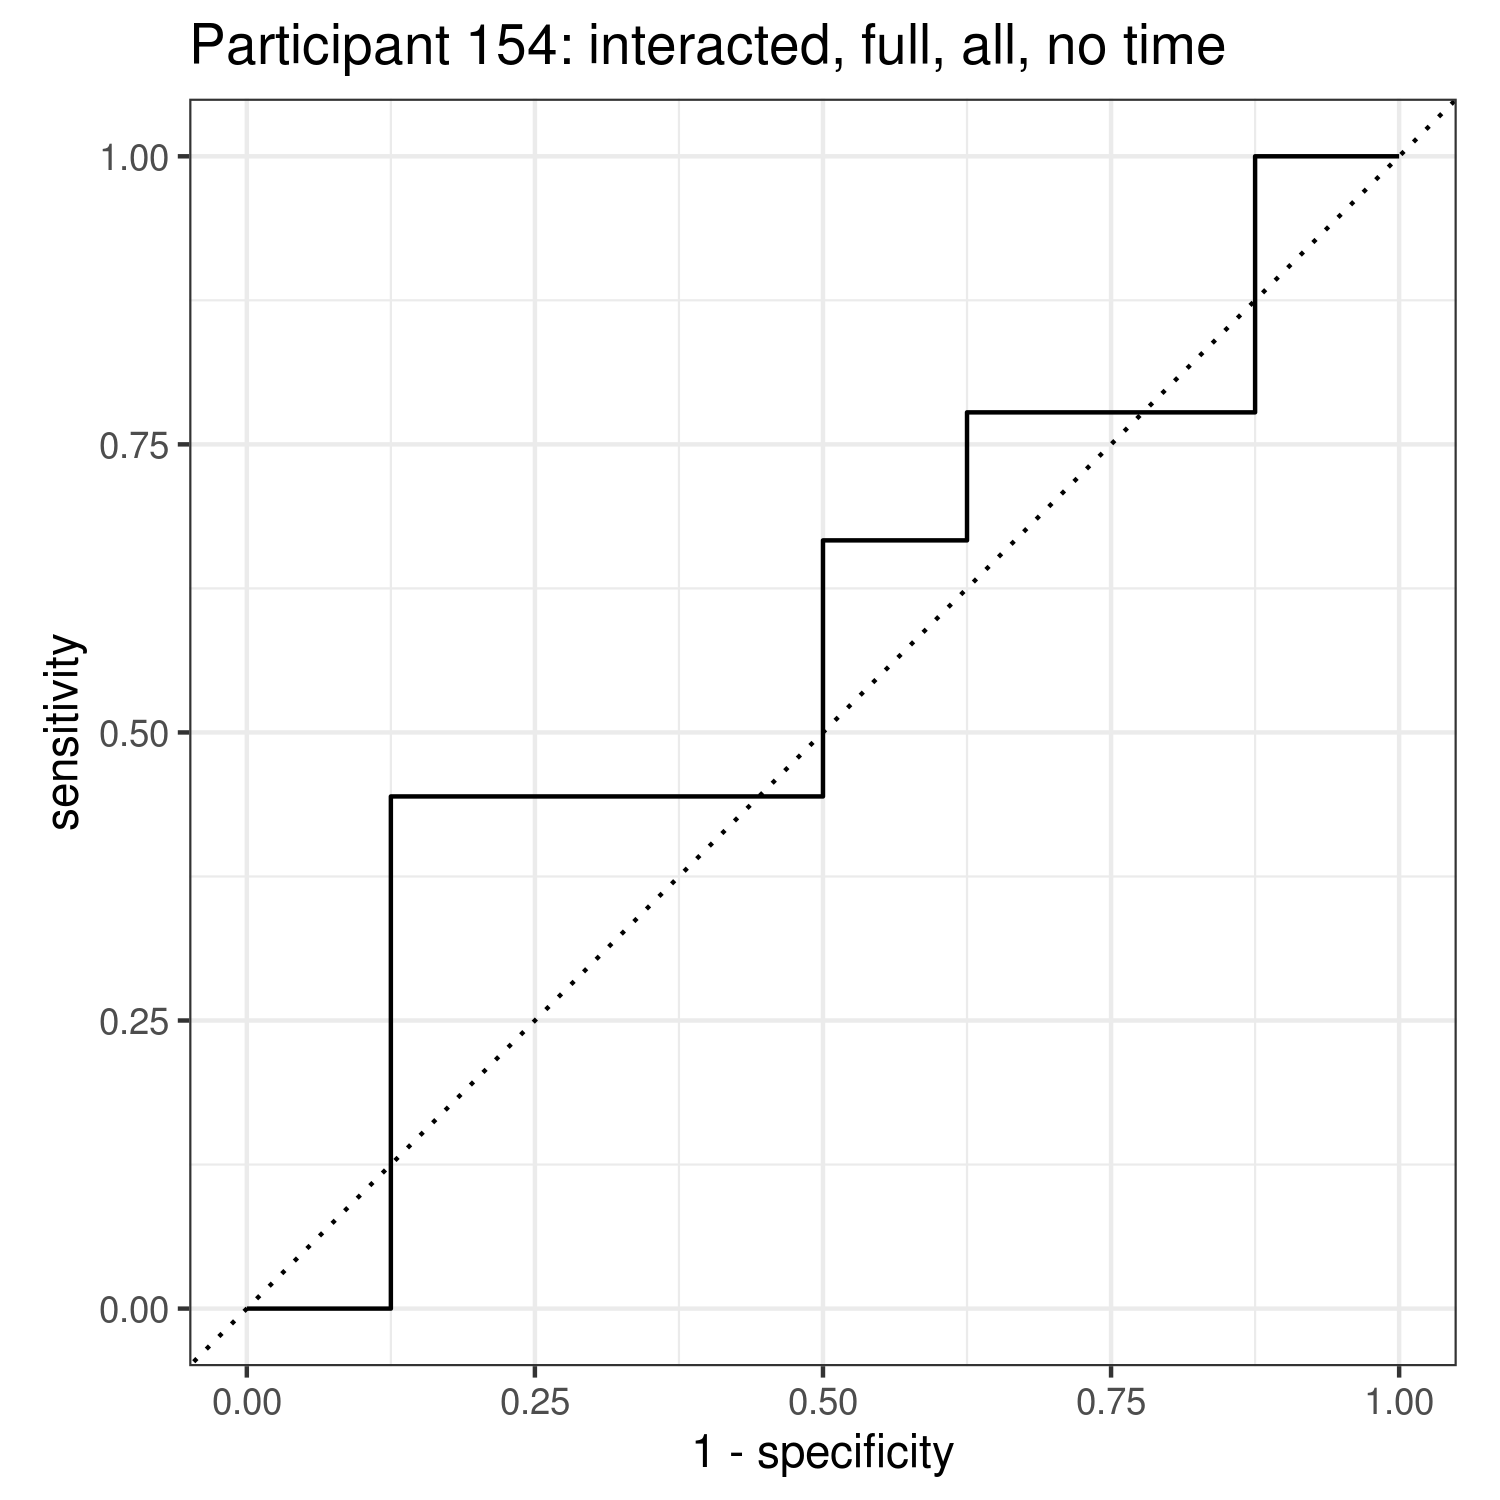 Participant 154: interacted, full, all, no time
1.00
0.75
0.50
0.25
0.00
sensitivity
0.00 0.25 0.50 0.75 1.00
1 - specificity